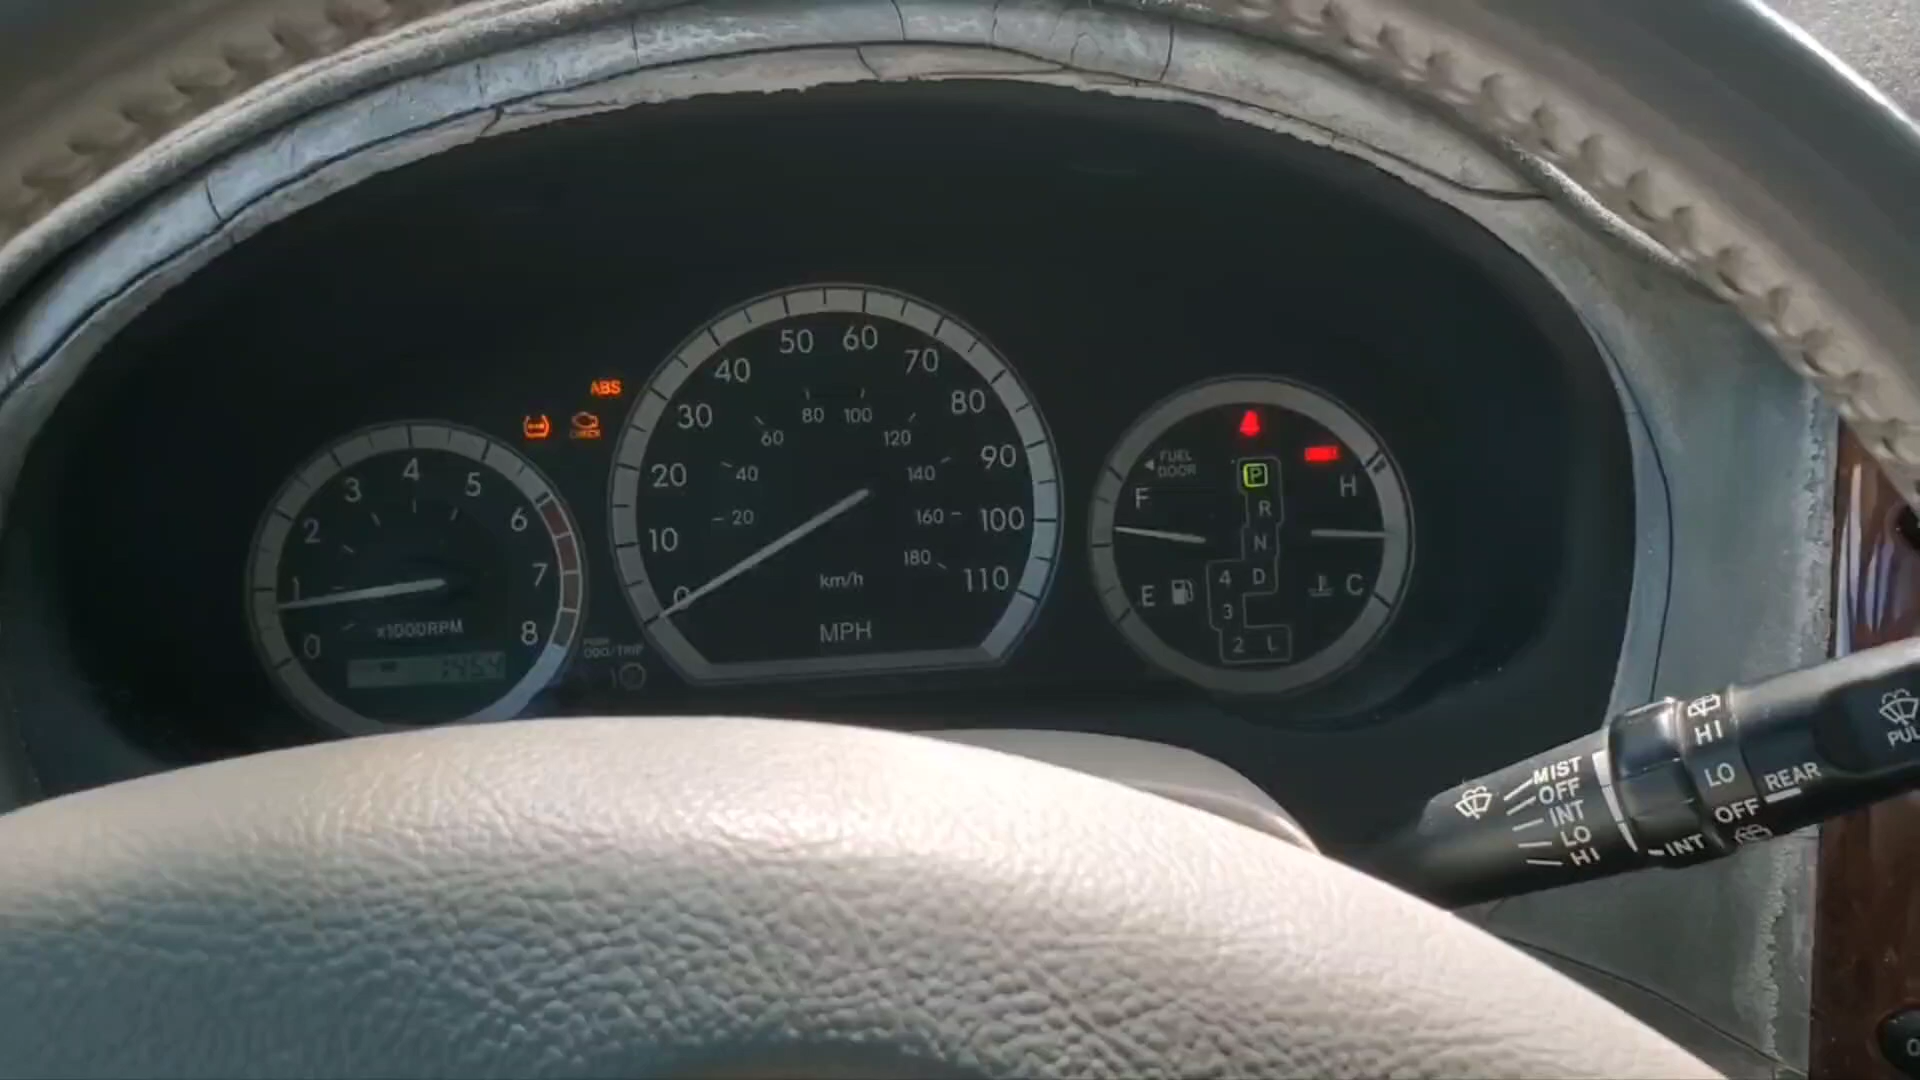 ABS
CHECK
0 1 2 3 4 5 6 7 8
x1000RPM
PUSH
ODO/TRIP
0 10 20 30 40 50 60 70 80 90 100 110
20 40 60 80 100 120 140 160 180
km/h
MPH
FUEL
DOOR
F
E
P
R
N
4 D
3
2 L
H
C
MIST
OFF
INT
LO
HI
HI
LO
OFF
INT
REAR